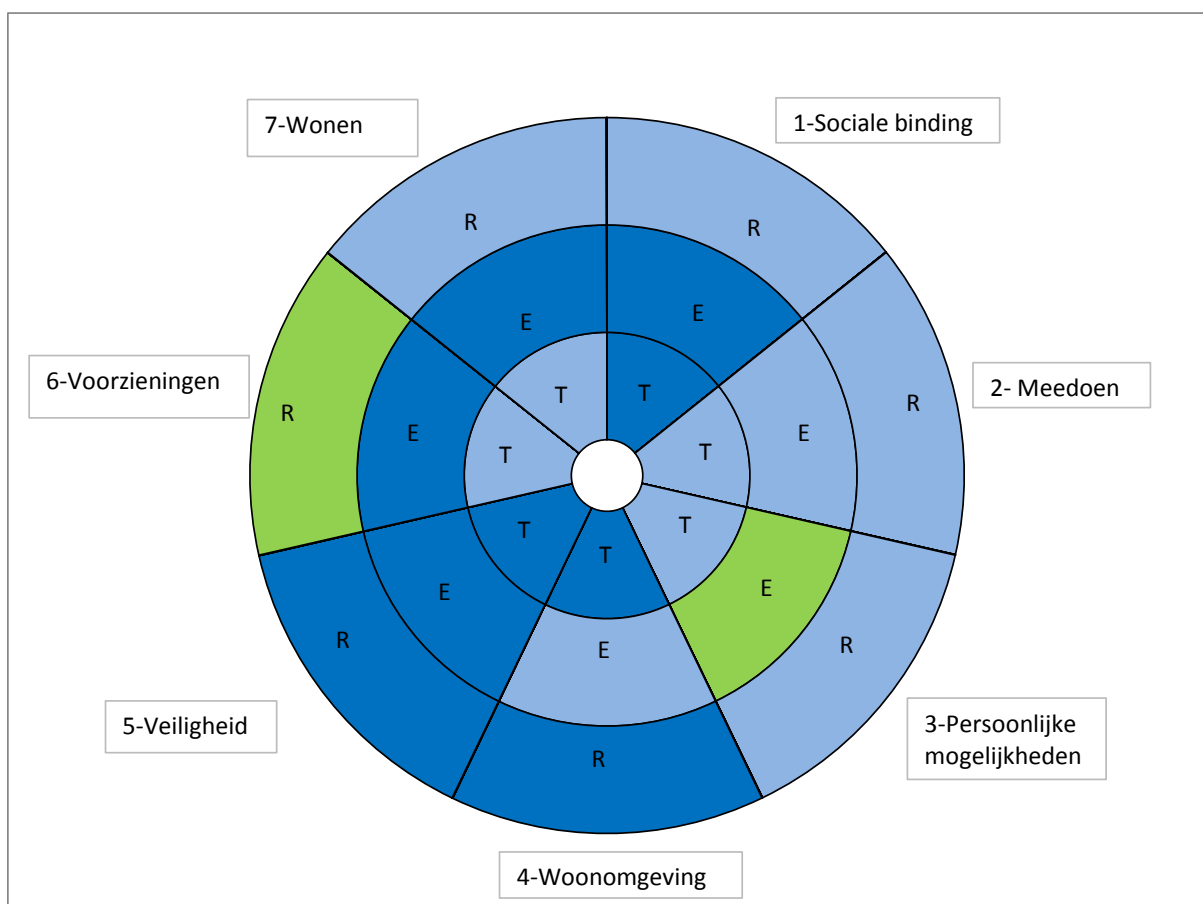 7-Wonen
1-Sociale binding
R
R
E
E
6-Voorzieningen
2- Meedoen
T
T
R
E
T
T
E
R
T
T
T
E
E
R
E
R
5-Veiligheid
3-Persoonlijke
mogelijkheden
R
4-Woonomgeving